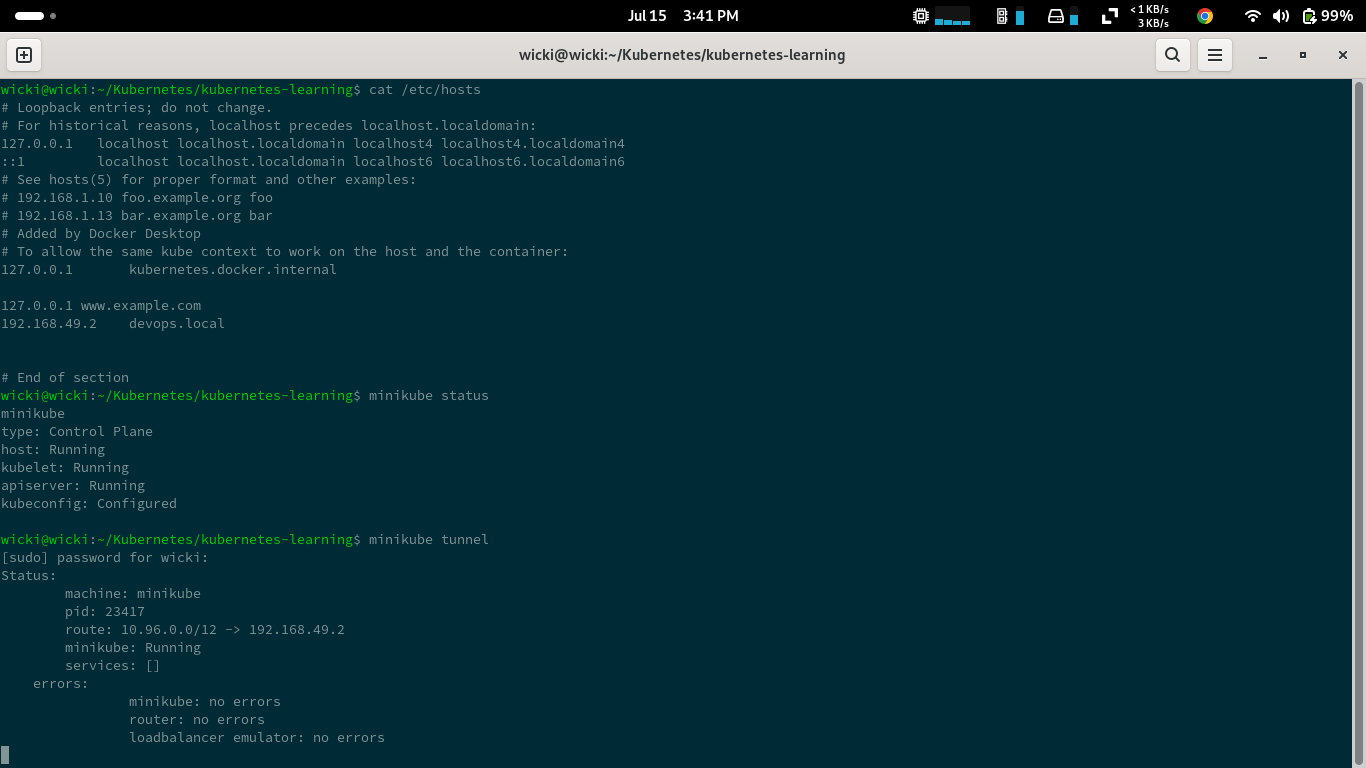 Jul 15 3:41 PM
< 1 KB/s
3 KB/s
99%
wicki@wicki:~/Kubernetes/kubernetes-learning
wicki@wicki:~/Kubernetes/kubernetes-learning$ cat /etc/hosts
# Loopback entries; do not change.
# For historical reasons, localhost precedes localhost.localdomain:
127.0.0.1   localhost localhost.localdomain localhost4 localhost4.localdomain4
::1         localhost localhost.localdomain localhost6 localhost6.localdomain6
# See hosts(5) for proper format and other examples:
# 192.168.1.10 foo.example.org foo
# 192.168.1.13 bar.example.org bar
# Added by Docker Desktop
# To allow the same kube context to work on the host and the container:
127.0.0.1       kubernetes.docker.internal
127.0.0.1 www.example.com
192.168.49.2    devops.local
# End of section
wicki@wicki:~/Kubernetes/kubernetes-learning$ minikube status
minikube
type: Control Plane
host: Running
kubelet: Running
apiserver: Running
kubeconfig: Configured
wicki@wicki:~/Kubernetes/kubernetes-learning$ minikube tunnel
[sudo] password for wicki:
Status:
        machine: minikube
        pid: 23417
        route: 10.96.0.0/12 -> 192.168.49.2
        minikube: Running
        services: []
    errors:
                minikube: no errors
                router: no errors
                loadbalancer emulator: no errors